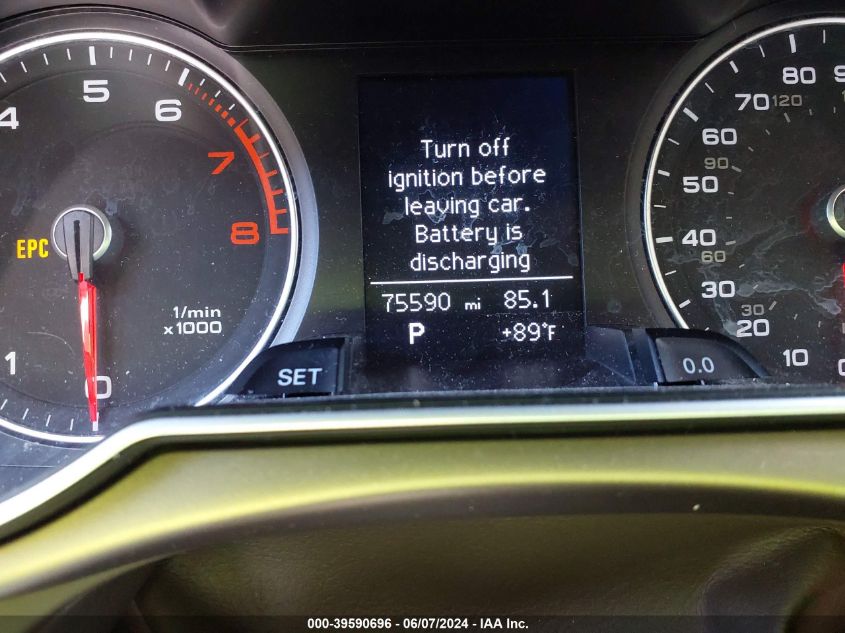 4 5 6 7 8
EPC
1/min
x1000
1 0
Turn off
ignition before
leaving car.
Battery is
discharging
75590 mi 85.1
P +89°F
SET
0.0
80
70 120
60
90
50
40
60
30
30
20
10
000-39590696 - 06/07/2024 - IAA Inc.